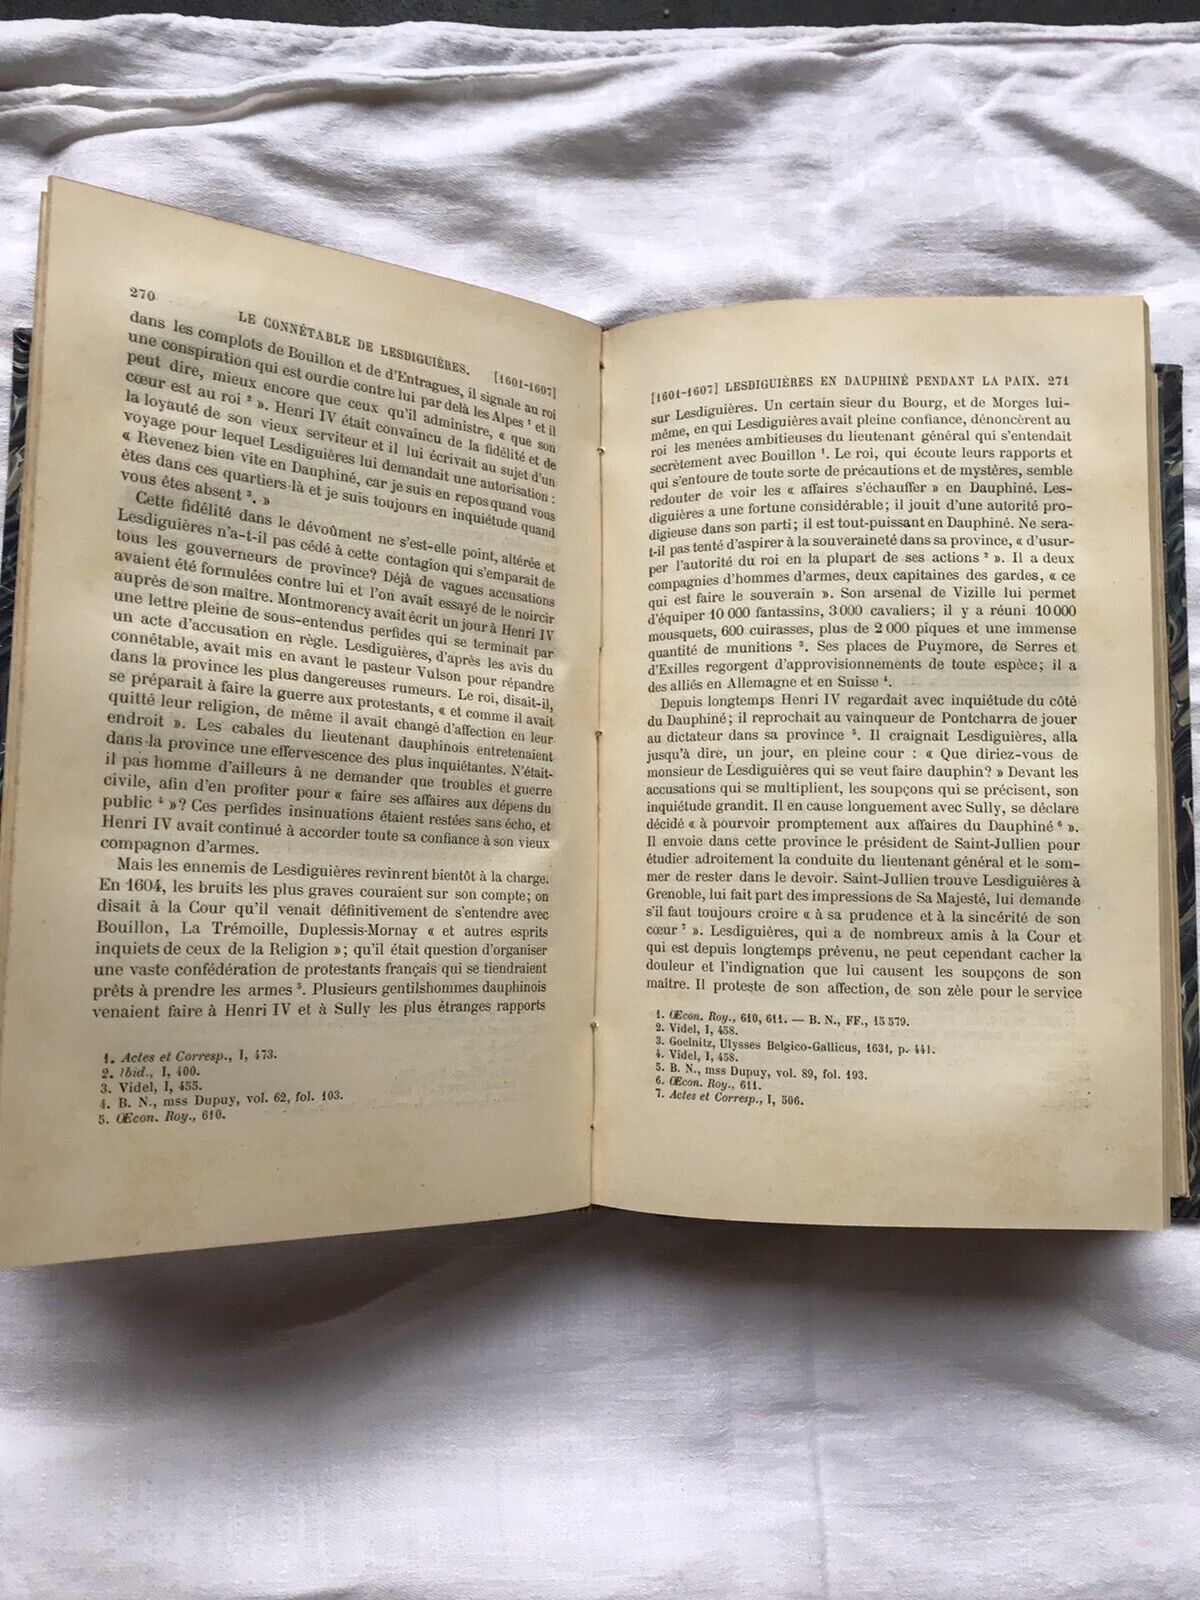 270
LE CONNÉTABLE DE LESDIGUIÈRES. [1601-1607]
dans les complots de Bouillon et de d'Entragues, il signale au roi
une conspiration qui est ourdie contre lui par delà les Alpes ¹ et il
peut dire, mieux encore que ceux qu'il administre, « que son
cœur est au roi ² ». Henri IV était convaincu de la fidélité et de
la loyauté de son vieux serviteur et il lui écrivait au sujet d'un
voyage pour lequel Lesdiguières lui demandait une autorisation :
« Revenez bien vite en Dauphiné, car je suis en repos quand vous
êtes dans ces quartiers-là et je suis toujours en inquiétude quand
vous étes absent ³. »
Cette fidélité dans le dévoûment ne s'est-elle point, altérée et
Lesdiguières n'a-t-il pas cédé à cette contagion qui s'emparait de
tous les gouverneurs de province? Déjà de vagues accusations
avaient été formulées contre lui et l'on avait essayé de le noircir
auprès de son maître. Montmorency avait écrit un jour à Henri IV
une lettre pleine de sous-entendus perfides qui se terminait par
un acte d'accusation en règle. Lesdiguières, d'après les avis du
connétable, avait mis en avant le pasteur Vulson pour répandre
dans la province les plus dangereuses rumeurs. Le roi, disait-il,
se préparait à faire la guerre aux protestants, « et comme il avait
quitté leur religion, de même il avait changé d'affection en leur
endroit ». Les cabales du lieutenant dauphinois entretenaient
dans la province une effervescence des plus inquiétantes. N'était-
il pas homme d'ailleurs à ne demander que troubles et guerre
civile, afin d'en profiter pour « faire ses affaires aux dépens du
public ⁴ »? Ces perfides insinuations étaient restées sans écho, et
Henri IV avait continué à accorder toute sa confiance à son vieux
compagnon d'armes.
Mais les ennemis de Lesdiguières revinrent bientôt à la charge.
En 1604, les bruits les plus graves couraient sur son compte; on
disait à la Cour qu'il venait définitivement de s'entendre avec
Bouillon, La Trémoille, Duplessis-Mornay « et autres esprits
inquiets de ceux de la Religion »; qu'il était question d'organiser
une vaste confédération de protestants français qui se tiendraient
prêts à prendre les armes ⁵. Plusieurs gentilshommes dauphinois
venaient faire à Henri IV et à Sully les plus étranges rapports
1. Actes et Corresp., I, 473.
2. Ibid., I, 400.
3. Videl, I, 455.
4. B. N., mss Dupuy, vol. 62, fol. 103.
5. Œcon. Roy., 610.
[1601-1607] LESDIGUIÈRES EN DAUPHINÉ PENDANT LA PAIX. 271
sur Lesdiguières. Un certain sieur du Bourg, et de Morges lui-
même, en qui Lesdiguières avait pleine confiance, dénoncèrent au
roi les menées ambitieuses du lieutenant général qui s'entendait
secrètement avec Bouillon ¹. Le roi, qui écoute leurs rapports et
qui s'entoure de toute sorte de précautions et de mystères, semble
redouter de voir les « affaires s'échauffer » en Dauphiné. Les-
diguières a une fortune considérable; il jouit d'une autorité pro-
digieuse dans son parti; il est tout-puissant en Dauphiné. Ne sera-
t-il pas tenté d'aspirer à la souveraineté dans sa province, « d'usur-
per l'autorité du roi en la plupart de ses actions ² ». Il a deux
compagnies d'hommes d'armes, deux capitaines des gardes, « ce
qui est faire le souverain ». Son arsenal de Vizille lui permet
d'équiper 10 000 fantassins, 3 000 cavaliers; il y a réuni 10 000
mousquets, 600 cuirasses, plus de 2 000 piques et une immense
quantité de munitions ³. Ses places de Puymore, de Serres et
d'Exilles regorgent d'approvisionnements de toute espèce; il a
des alliés en Allemagne et en Suisse ⁴.
Depuis longtemps Henri IV regardait avec inquiétude du côté
du Dauphiné; il reprochait au vainqueur de Pontcharra de jouer
au dictateur dans sa province ⁵. Il craignait Lesdiguières, alla
jusqu'à dire, un jour, en pleine cour : « Que diriez-vous de
monsieur de Lesdiguières qui se veut faire dauphin? » Devant les
accusations qui se multiplient, les soupçons qui se précisent, son
inquiétude grandit. Il en cause longuement avec Sully, se déclare
décidé « à pourvoir promptement aux affaires du Dauphiné ⁶ ».
Il envoie dans cette province le président de Saint-Jullien pour
étudier adroitement la conduite du lieutenant général et le som-
mer de rester dans le devoir. Saint-Jullien trouve Lesdiguières à
Grenoble, lui fait part des impressions de Sa Majesté, lui demande
s'il faut toujours croire « à sa prudence et à la sincérité de son
cœur ⁷ ». Lesdiguières, qui a de nombreux amis à la Cour et
qui est depuis longtemps prévenu, ne peut cependant cacher la
douleur et l'indignation que lui causent les soupçons de son
maître. Il proteste de son affection, de son zèle pour le service
1. Œcon. Roy., 610, 611. — B. N., FF., 15 579.
2. Videl, I, 458.
3. Goelnitz, Ulysses Belgico-Gallicus, 1631, p. 441.
4. Videl, I, 458.
5. B. N., mss Dupuy, vol. 89, fol. 193.
6. Œcon. Roy., 611.
7. Actes et Corresp., I, 506.